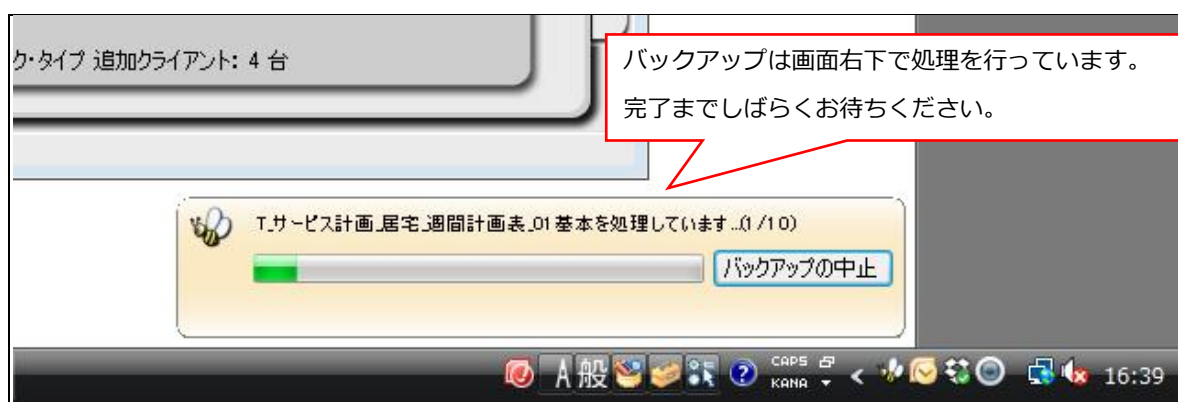 ク・タイプ 追加クライアント: 4 台
バックアップは画面右下で処理を行っています。
完了までしばらくお待ちください。
T_サービス計画_居宅_週間計画表_01 基本を処理しています...(1/10)
バックアップの中止
A 般 CAPS KANA 16:39